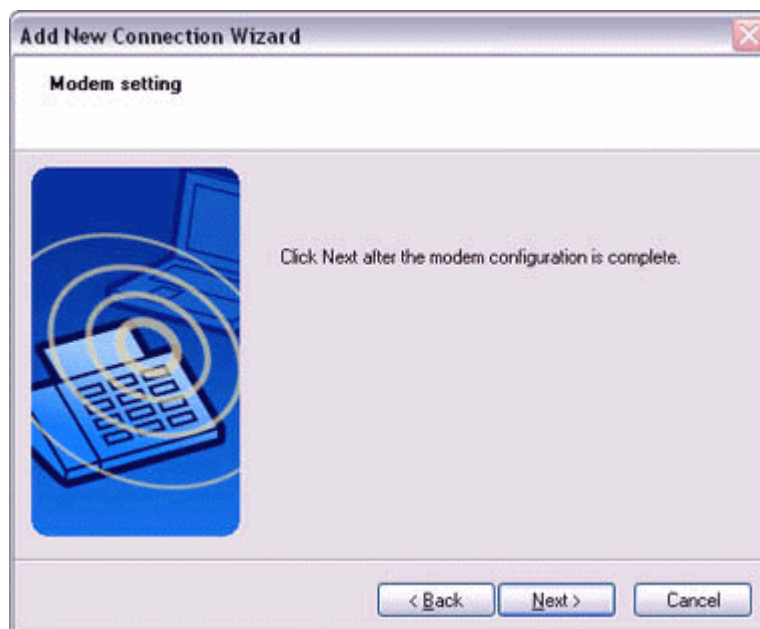 Add New Connection Wizard
Modem setting
Click Next after the modem configuration is complete.
< Back
Next >
Cancel